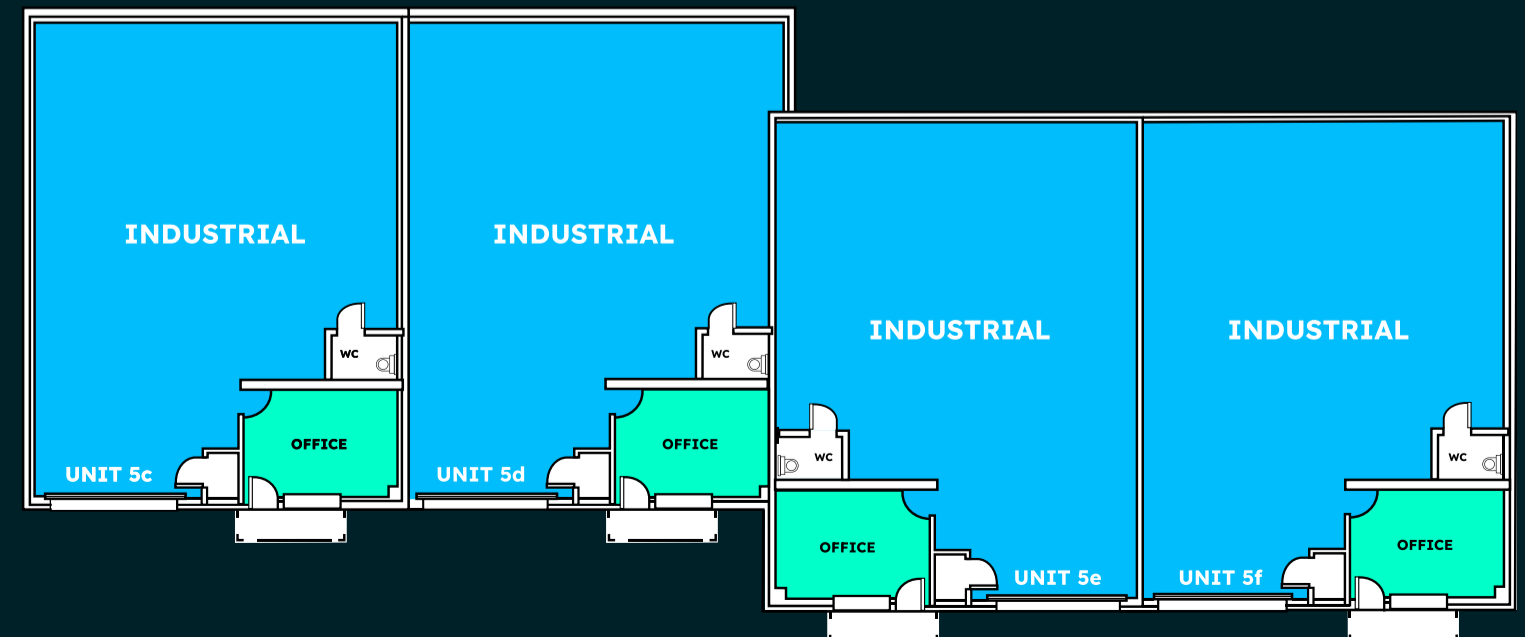 INDUSTRIAL
WC
OFFICE
UNIT 5c
INDUSTRIAL
WC
OFFICE
UNIT 5d
INDUSTRIAL
WC
OFFICE
UNIT 5e
INDUSTRIAL
WC
OFFICE
UNIT 5f